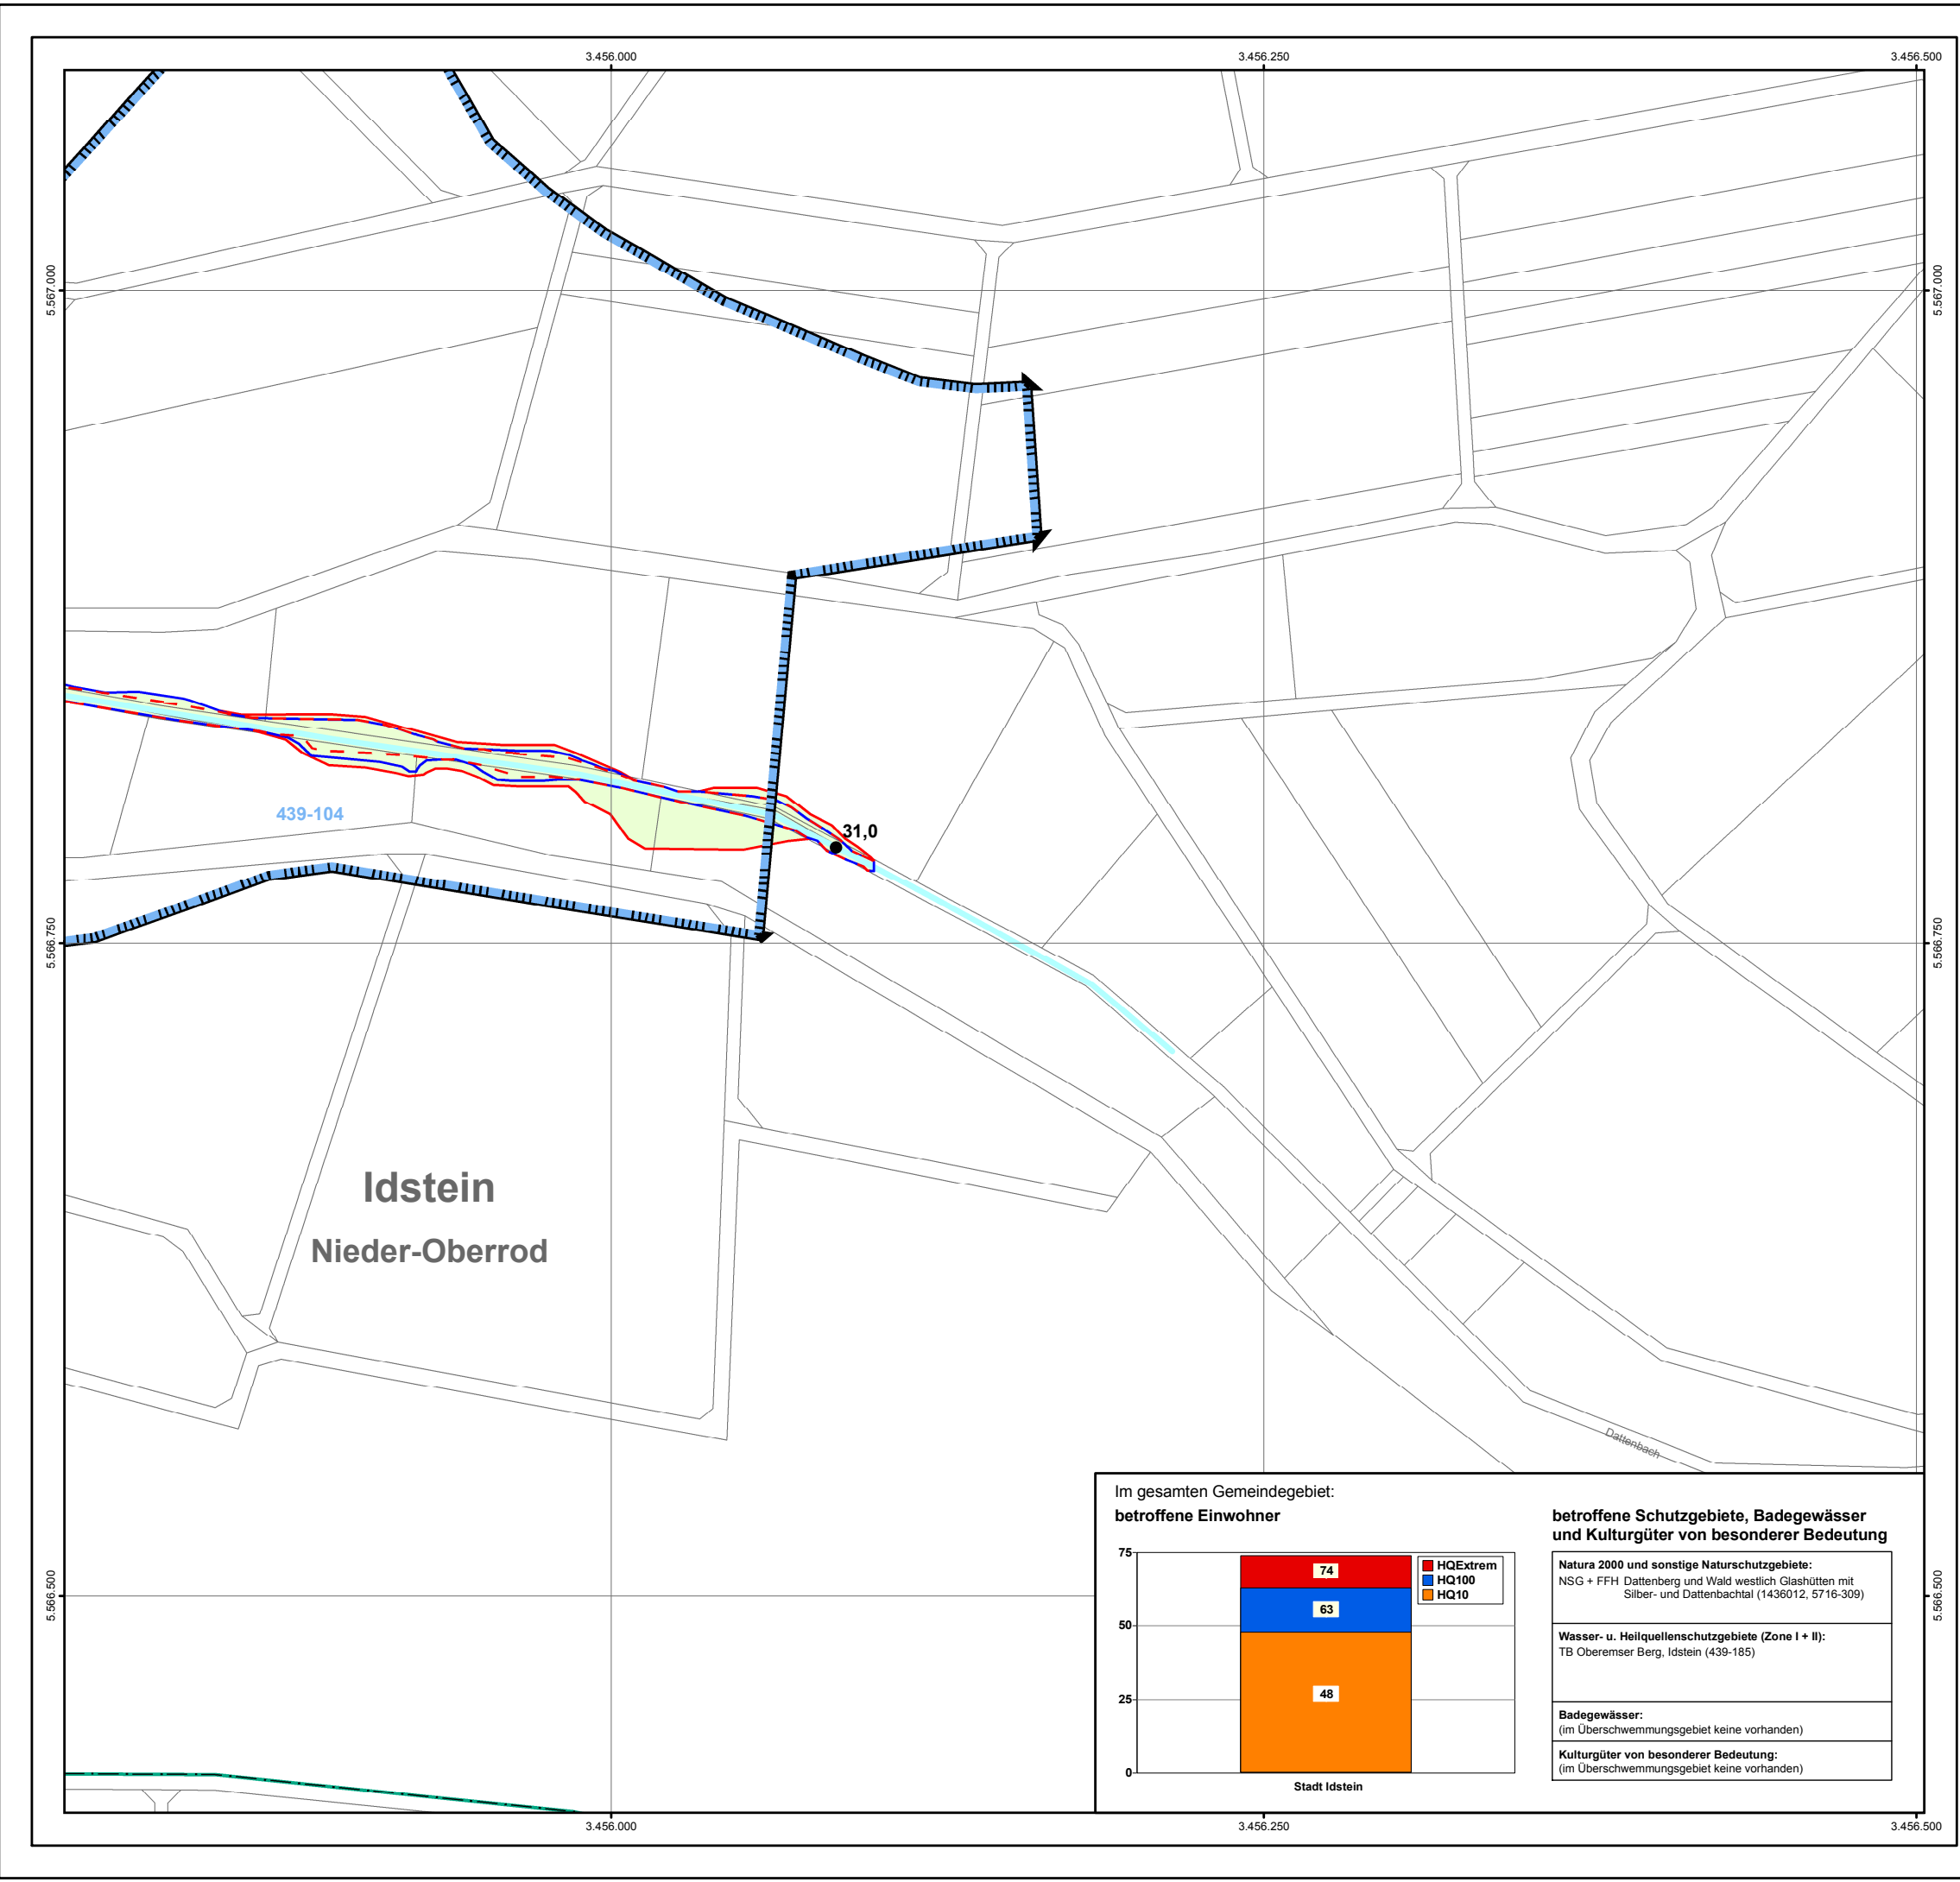 3.456.000
3.456.250
3.456.500
5.567.000
5.567.000
439-104
31,0
5.566.750
5.566.750
Idstein
Nieder-Oberrod
Dattenbach
5.566.500
5.566.500
Im gesamten Gemeindegebiet:
betroffene Einwohner
75
50
25
0
74
63
48
HQExtrem
HQ100
HQ10
Stadt Idstein
betroffene Schutzgebiete, Badegewässer
und Kulturgüter von besonderer Bedeutung
Natura 2000 und sonstige Naturschutzgebiete:
NSG + FFH Dattenberg und Wald westlich Glashütten mit
Silber- und Dattenbachtal (1436012, 5716-309)
Wasser- u. Heilquellenschutzgebiete (Zone I + II):
TB Oberemser Berg, Idstein (439-185)
Badegewässer:
(im Überschwemmungsgebiet keine vorhanden)
Kulturgüter von besonderer Bedeutung:
(im Überschwemmungsgebiet keine vorhanden)
3.456.000
3.456.250
3.456.500